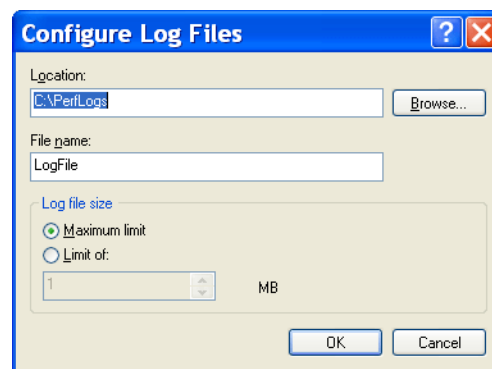 Configure Log Files
Location:
C:\PerfLogs
Browse...
File name:
LogFile
Log file size
Maximum limit
Limit of:
1 MB
OK Cancel